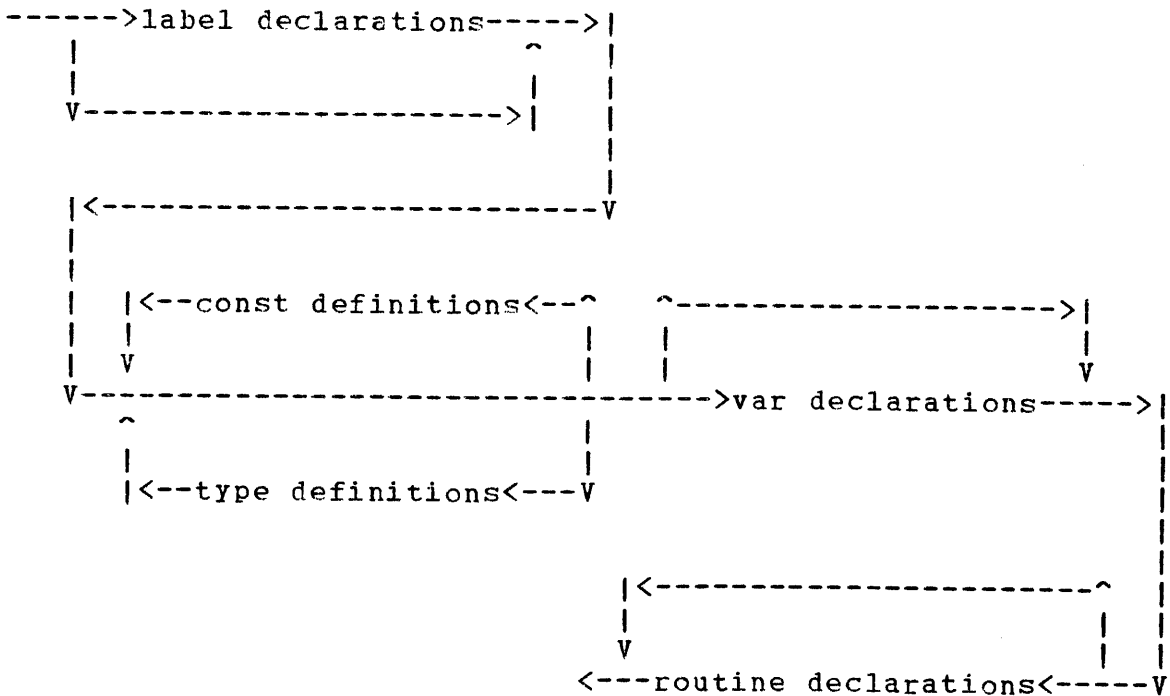 label declarations
const definitions
var declarations
type definitions
routine declarations